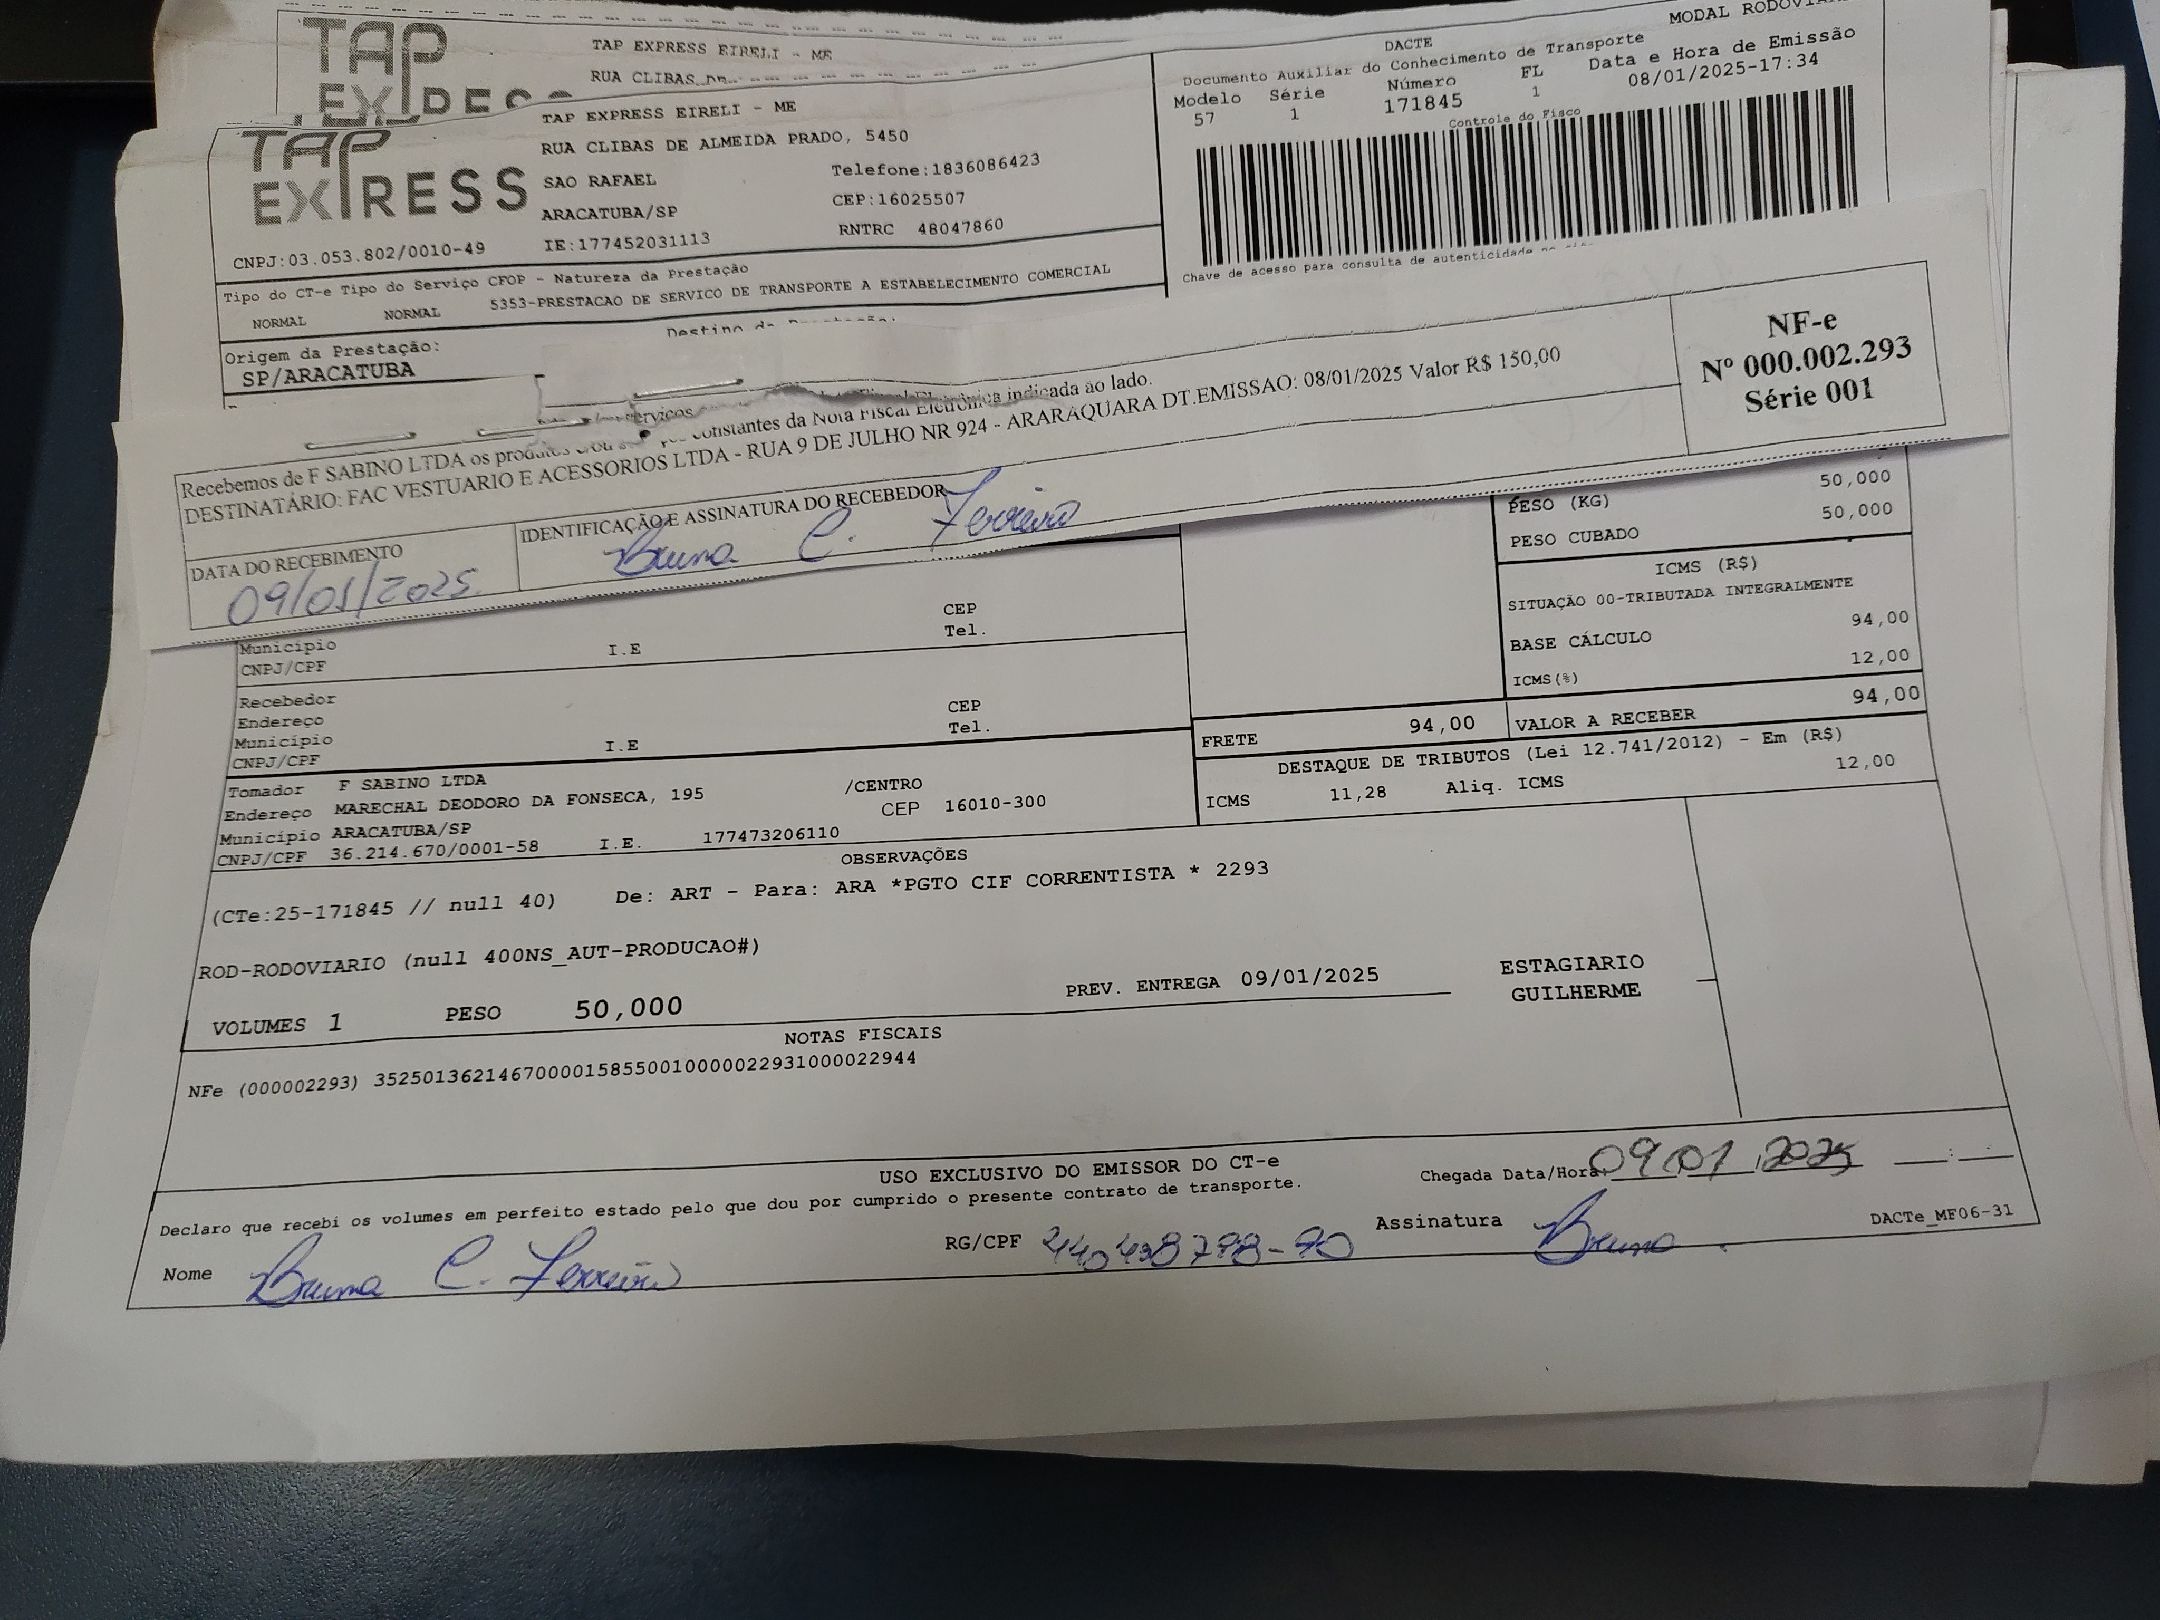 MODAL RODOVIA
TAP EXPRESS
TAP EXPRESS EIRELI - ME
RUA CLIBAS
TAP EXPRESS
TAP EXPRESS EIRELI - ME
RUA CLIBAS DE ALMEIDA PRADO, 5450
SAO RAFAEL Telefone:1836086423
ARACATUBA/SP CEP:16025507
CNPJ:03.053.802/0010-49 IE:177452031113 RNTRC 48047860
DACTE
Documento Auxiliar do Conhecimento de Transporte
Modelo Série Número FL Data e Hora de Emissão
57 1 171845 1 08/01/2025-17:34
Controle do Fisco
Chave de acesso para consulta de autenticidade
Tipo do CT-e Tipo do Serviço CFOP - Natureza da Prestação
NORMAL NORMAL 5353-PRESTACAO DE SERVICO DE TRANSPORTE A ESTABELECIMENTO COMERCIAL
Origem da Prestação: Destino da Prestação:
SP/ARACATUBA
Recebemos de F SABINO LTDA os produtos e/ou serviços constantes da Nota Fiscal Eletrônica indicada ao lado.
DESTINATÁRIO: FAC VESTUARIO E ACESSORIOS LTDA - RUA 9 DE JULHO NR 924 - ARARAQUARA DT.EMISSAO: 08/01/2025 Valor R$ 150,00
NF-e
Nº 000.002.293
Série 001
DATA DO RECEBIMENTO IDENTIFICAÇÃO E ASSINATURA DO RECEBEDOR
09/01/2025 Bruna C. Ferreira
PESO (KG) 50,000
PESO CUBADO 50,000
ICMS (R$)
SITUAÇÃO 00-TRIBUTADA INTEGRALMENTE
BASE CÁLCULO 94,00
ICMS(%) 12,00
CEP
Município I.E Tel.
CNPJ/CPF
Recebedor
Endereço CEP
Município I.E Tel.
CNPJ/CPF
FRETE 94,00 VALOR A RECEBER 94,00
DESTAQUE DE TRIBUTOS (Lei 12.741/2012) - Em (R$)
ICMS 11,28 Aliq. ICMS 12,00
Tomador F SABINO LTDA
Endereço MARECHAL DEODORO DA FONSECA, 195 /CENTRO
Município ARACATUBA/SP CEP 16010-300
CNPJ/CPF 36.214.670/0001-58 I.E. 177473206110
OBSERVAÇÕES
(CTe:25-171845 // null 40) De: ART - Para: ARA *PGTO CIF CORRENTISTA * 2293
ROD-RODOVIARIO (null 400NS_AUT-PRODUCAO#)
VOLUMES 1 PESO 50,000 PREV. ENTREGA 09/01/2025
ESTAGIARIO
GUILHERME
NOTAS FISCAIS
NFe (000002293) 35250136214670000158550010000022931000022944
USO EXCLUSIVO DO EMISSOR DO CT-e
Declaro que recebi os volumes em perfeito estado pelo que dou por cumprido o presente contrato de transporte.
Chegada Data/Hora: 09/01/2025 __:__
Nome Bruna C. Ferreira RG/CPF Assinatura Bruna.
DACTe_MF06-31